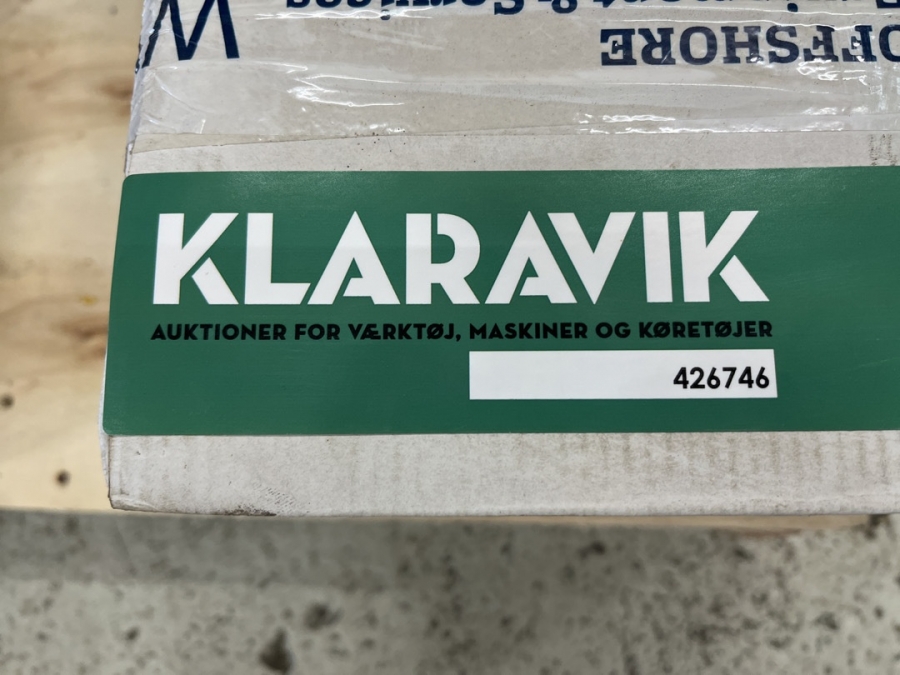 W
OFFSHORE
KLARAVIK
AUKTIONER FOR VÆRKTØJ, MASKINER OG KØRETØJER
426746